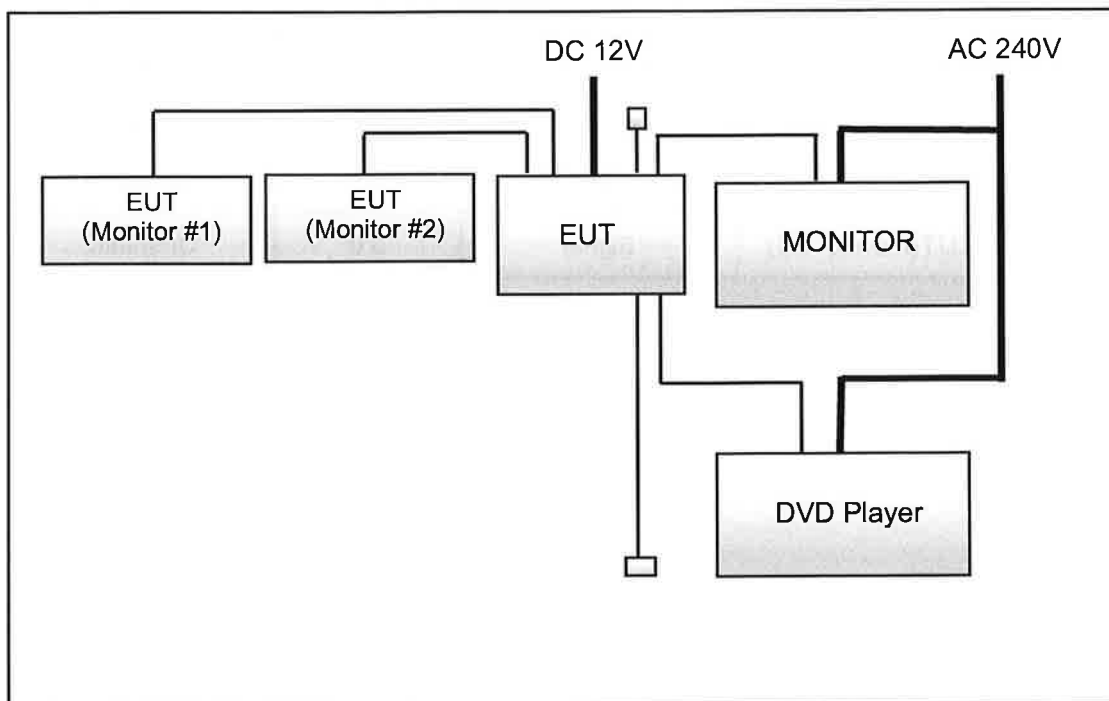 DC 12V
AC 240V
EUT
(Monitor #1)
EUT
(Monitor #2)
EUT
MONITOR
DVD Player